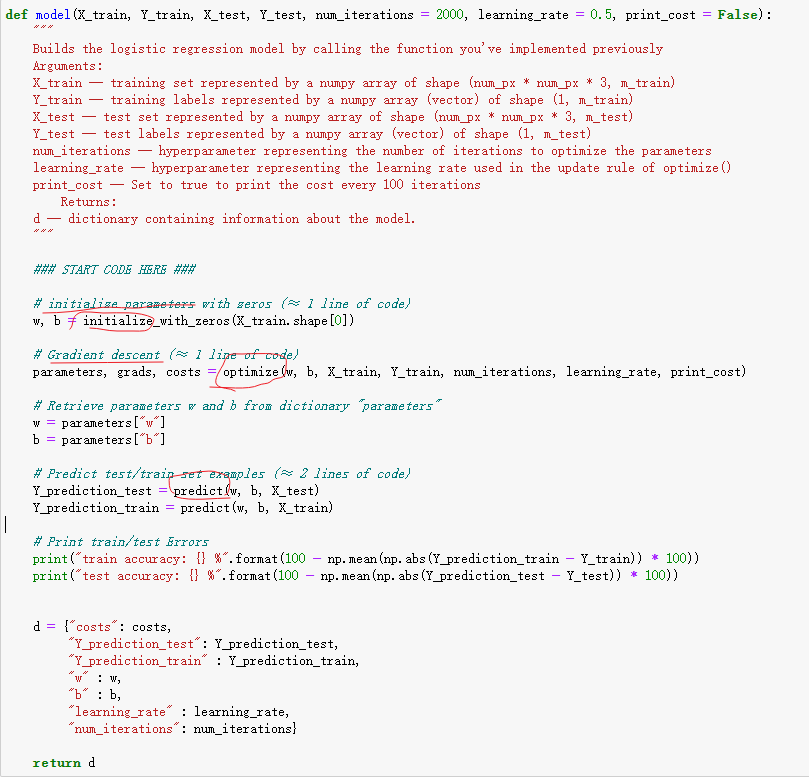 def model(X_train, Y_train, X_test, Y_test, num_iterations = 2000, learning_rate = 0.5, print_cost = False):
"""
Builds the logistic regression model by calling the function you've implemented previously
Arguments:
X_train -- training set represented by a numpy array of shape (num_px * num_px * 3, m_train)
Y_train -- training labels represented by a numpy array (vector) of shape (1, m_train)
X_test -- test set represented by a numpy array of shape (num_px * num_px * 3, m_test)
Y_test -- test labels represented by a numpy array (vector) of shape (1, m_test)
num_iterations -- hyperparameter representing the number of iterations to optimize the parameters
learning_rate -- hyperparameter representing the learning rate used in the update rule of optimize()
print_cost -- Set to true to print the cost every 100 iterations
Returns:
d -- dictionary containing information about the model.
"""
### START CODE HERE ###
# initialize parameters with zeros (≈ 1 line of code)
w, b = initialize_with_zeros(X_train.shape[0])
# Gradient descent (≈ 1 line of code)
parameters, grads, costs = optimize(w, b, X_train, Y_train, num_iterations, learning_rate, print_cost)
# Retrieve parameters w and b from dictionary "parameters"
w = parameters["w"]
b = parameters["b"]
# Predict test/train set examples (≈ 2 lines of code)
Y_prediction_test = predict(w, b, X_test)
Y_prediction_train = predict(w, b, X_train)
# Print train/test Errors
print("train accuracy: {} %".format(100 - np.mean(np.abs(Y_prediction_train - Y_train)) * 100))
print("test accuracy: {} %".format(100 - np.mean(np.abs(Y_prediction_test - Y_test)) * 100))
d = {"costs": costs,
"Y_prediction_test": Y_prediction_test,
"Y_prediction_train" : Y_prediction_train,
"w" : w,
"b" : b,
"learning_rate" : learning_rate,
"num_iterations": num_iterations}
return d